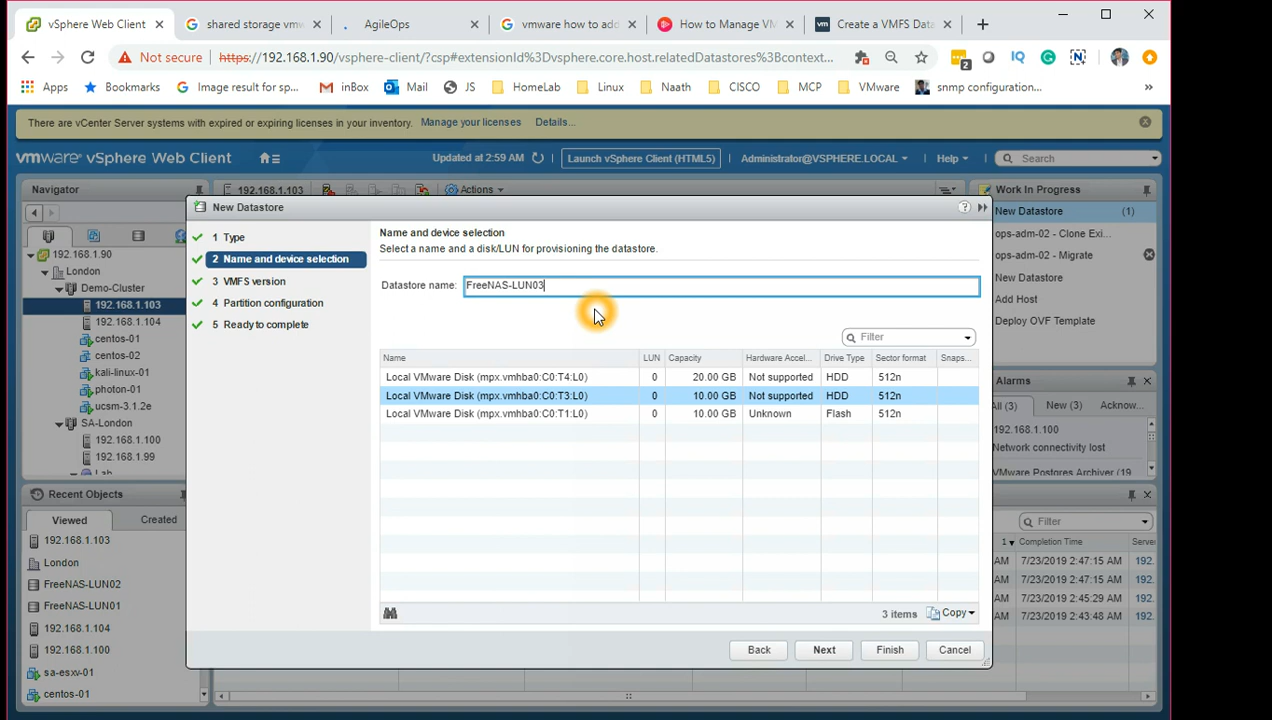 vSphere Web Client
shared storage vmw
AgileOps
vmware how to add
How to Manage VM
Create a VMFS Data
Not secure
https://192.168.1.90/vsphere-client/?csp#extensionId%3Dvsphere.core.host.relatedDatastores%3Bcontext...
2
IQ
N
Apps
Bookmarks
Image result for sp...
inBox
Mail
JS
HomeLab
Linux
Naath
CISCO
MCP
VMware
snmp configuration...
There are vCenter Server systems with expired or expiring licenses in your inventory.
Manage your licenses
Details...
vmware vSphere Web Client
Updated at 2:59 AM
Launch vSphere Client (HTML5)
Administrator@VSPHERE.LOCAL
Help
Search
Navigator
192.168.1.90
London
Demo-Cluster
192.168.1.103
192.168.1.104
centos-01
centos-02
kali-linux-01
photon-01
ucsm-3.1.2e
SA-London
192.168.1.100
192.168.1.99
Lab
Recent Objects
Viewed
Created
192.168.1.103
London
FreeNAS-LUN02
FreeNAS-LUN01
192.168.1.104
192.168.1.100
sa-esxv-01
centos-01
192.168.1.103
Actions
New Datastore
1 Type
2 Name and device selection
3 VMFS version
4 Partition configuration
5 Ready to complete
Name and device selection
Select a name and a disk/LUN for provisioning the datastore.
Datastore name: FreeNAS-LUN03
Filter
Name LUN Capacity Hardware Accel... Drive Type Sector format Snaps...
Local VMware Disk (mpx.vmhba0:C0:T4:L0) 0 20.00 GB Not supported HDD 512n
Local VMware Disk (mpx.vmhba0:C0:T3:L0) 0 10.00 GB Not supported HDD 512n
Local VMware Disk (mpx.vmhba0:C0:T1:L0) 0 10.00 GB Unknown Flash 512n
3 items
Copy
Back
Next
Finish
Cancel
Work In Progress
New Datastore (1)
ops-adm-02 - Clone Exi...
ops-adm-02 - Migrate
New Datastore
Add Host
Deploy OVF Template
Alarms
All (3)
New (3)
Acknow...
192.168.1.100
Network connectivity lost
VMware Postgres Archiver (19
Filter
1 Completion Time Server
AM 7/23/2019 2:47:15 AM 192.
AM 7/23/2019 2:47:15 AM 192.
AM 7/23/2019 2:45:29 AM 192.
AM 7/23/2019 2:43:48 AM 192.